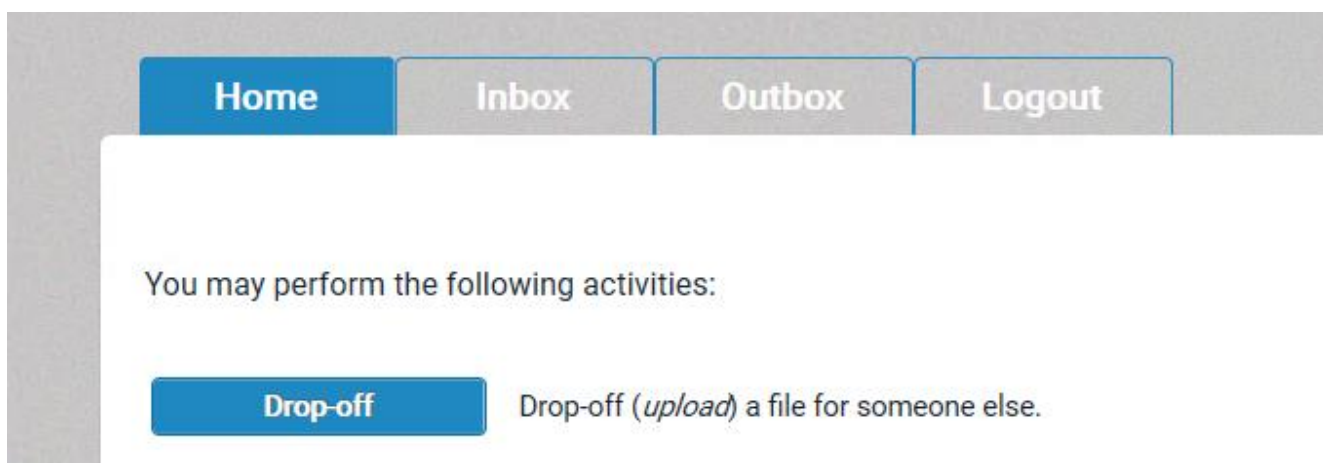 Home Inbox Outbox Logout
You may perform the following activities:
Drop-off Drop-off (upload) a file for someone else.